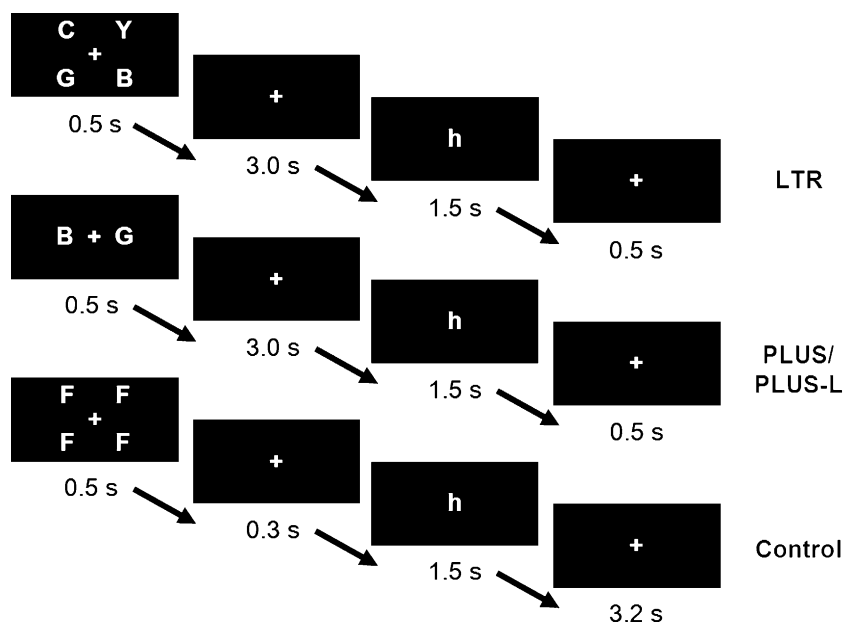 C Y
+
G B
0.5 s
+
3.0 s
h
1.5 s
+
0.5 s
LTR
B + G
0.5 s
+
3.0 s
h
1.5 s
+
0.5 s
PLUS/
PLUS-L
F F
+
F F
0.5 s
+
0.3 s
h
1.5 s
+
3.2 s
Control